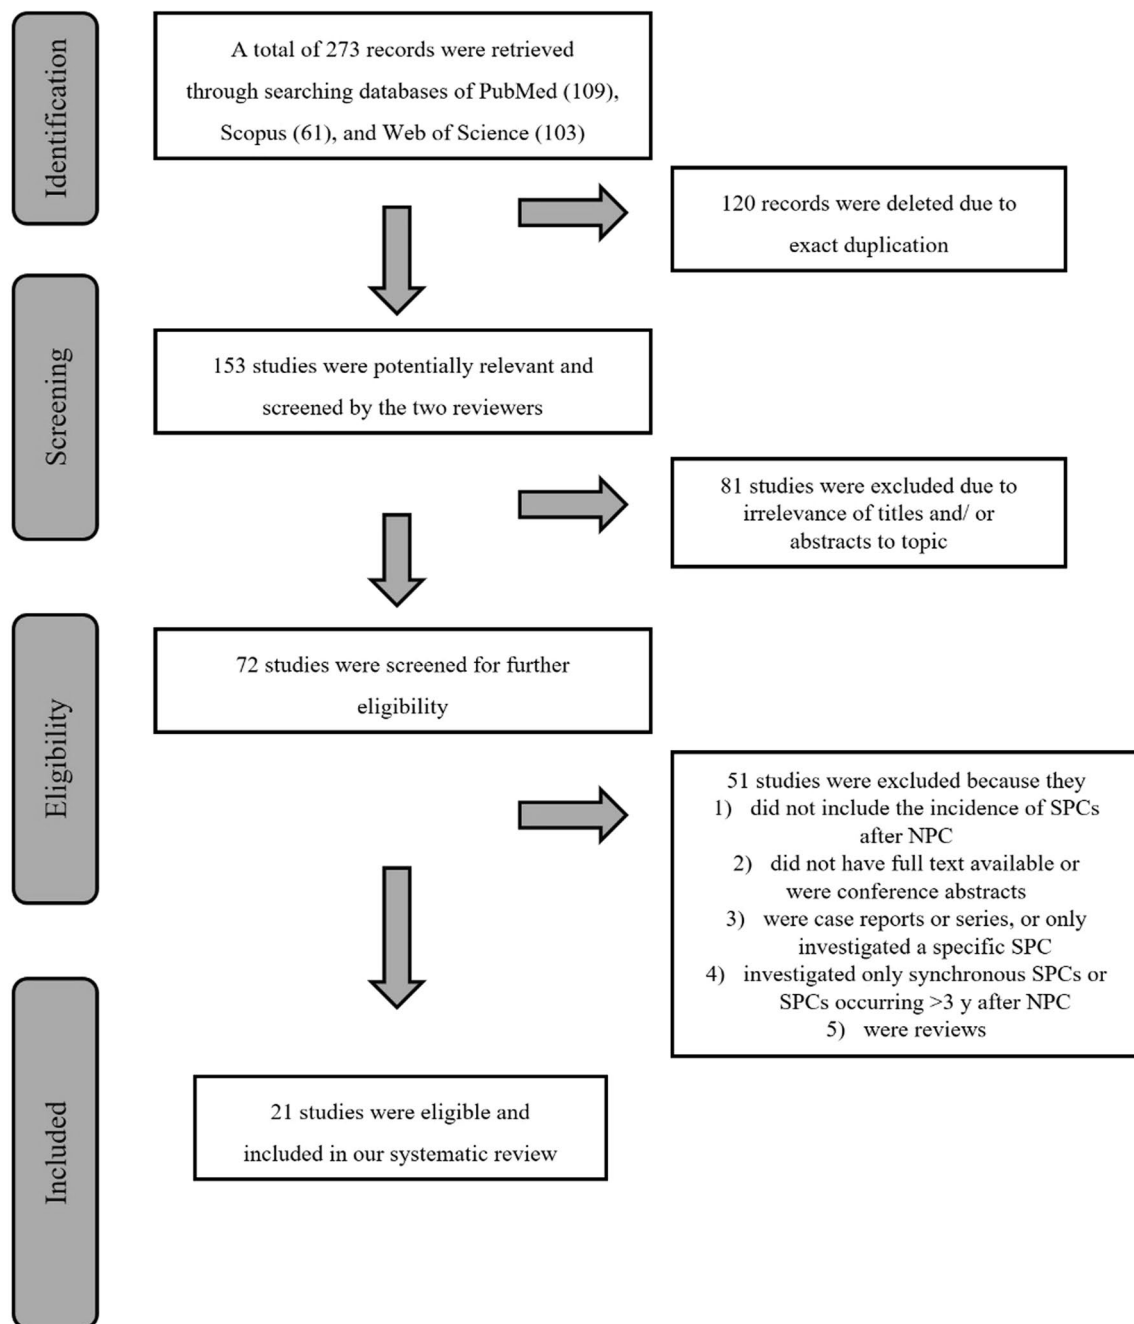 Identification
A total of 273 records were retrieved
through searching databases of PubMed (109),
Scopus (61), and Web of Science (103)
120 records were deleted due to
exact duplication
Screening
153 studies were potentially relevant and
screened by the two reviewers
81 studies were excluded due to
irrelevance of titles and/ or
abstracts to topic
Eligibility
72 studies were screened for further
eligibility
51 studies were excluded because they
1) did not include the incidence of SPCs
after NPC
2) did not have full text available or
were conference abstracts
3) were case reports or series, or only
investigated a specific SPC
4) investigated only synchronous SPCs or
SPCs occurring >3 y after NPC
5) were reviews
Included
21 studies were eligible and
included in our systematic review